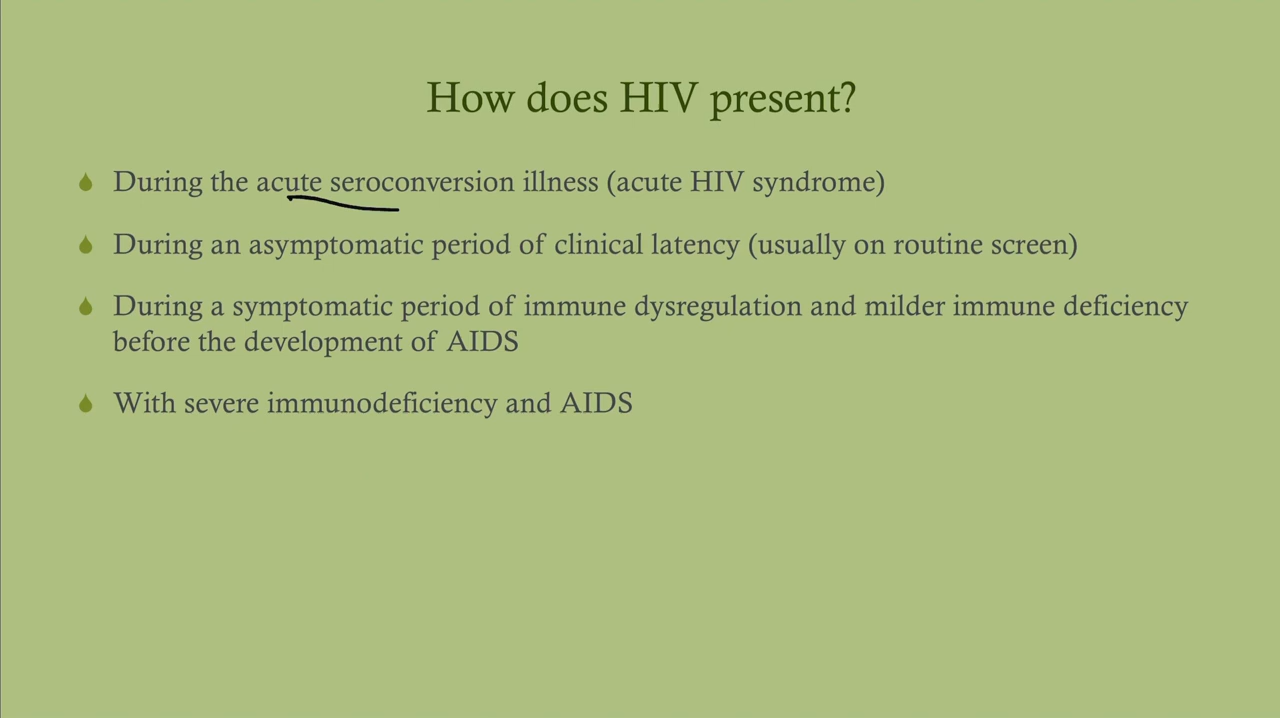 How does HIV present?
During the acute seroconversion illness (acute HIV syndrome)
During an asymptomatic period of clinical latency (usually on routine screen)
During a symptomatic period of immune dysregulation and milder immune deficiency
before the development of AIDS
With severe immunodeficiency and AIDS